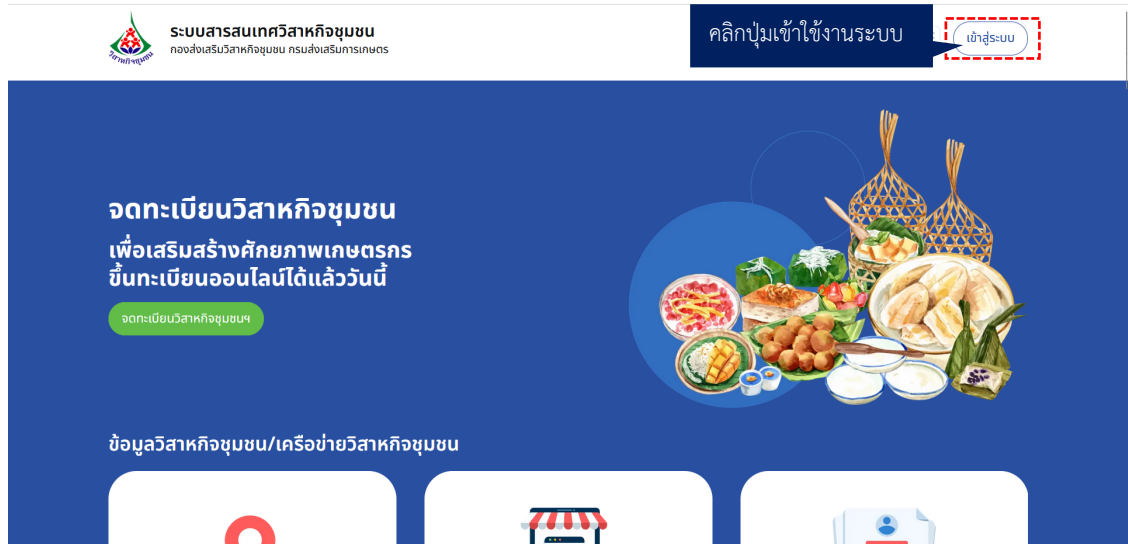 ระบบสารสนเทศวิสาหกิจชุมชน
กองส่งเสริมวิสาหกิจชุมชน กรมส่งเสริมการเกษตร
วิสาหกิจชุมชน
คลิกปุ่มเข้าใช้งานระบบ
เข้าสู่ระบบ
จดทะเบียนวิสาหกิจชุมชน
เพื่อเสริมสร้างศักยภาพเกษตรกร
ขึ้นทะเบียนออนไลน์ได้แล้ววันนี้
จดทะเบียนวิสาหกิจชุมชนฯ
ข้อมูลวิสาหกิจชุมชน/เครือข่ายวิสาหกิจชุมชน